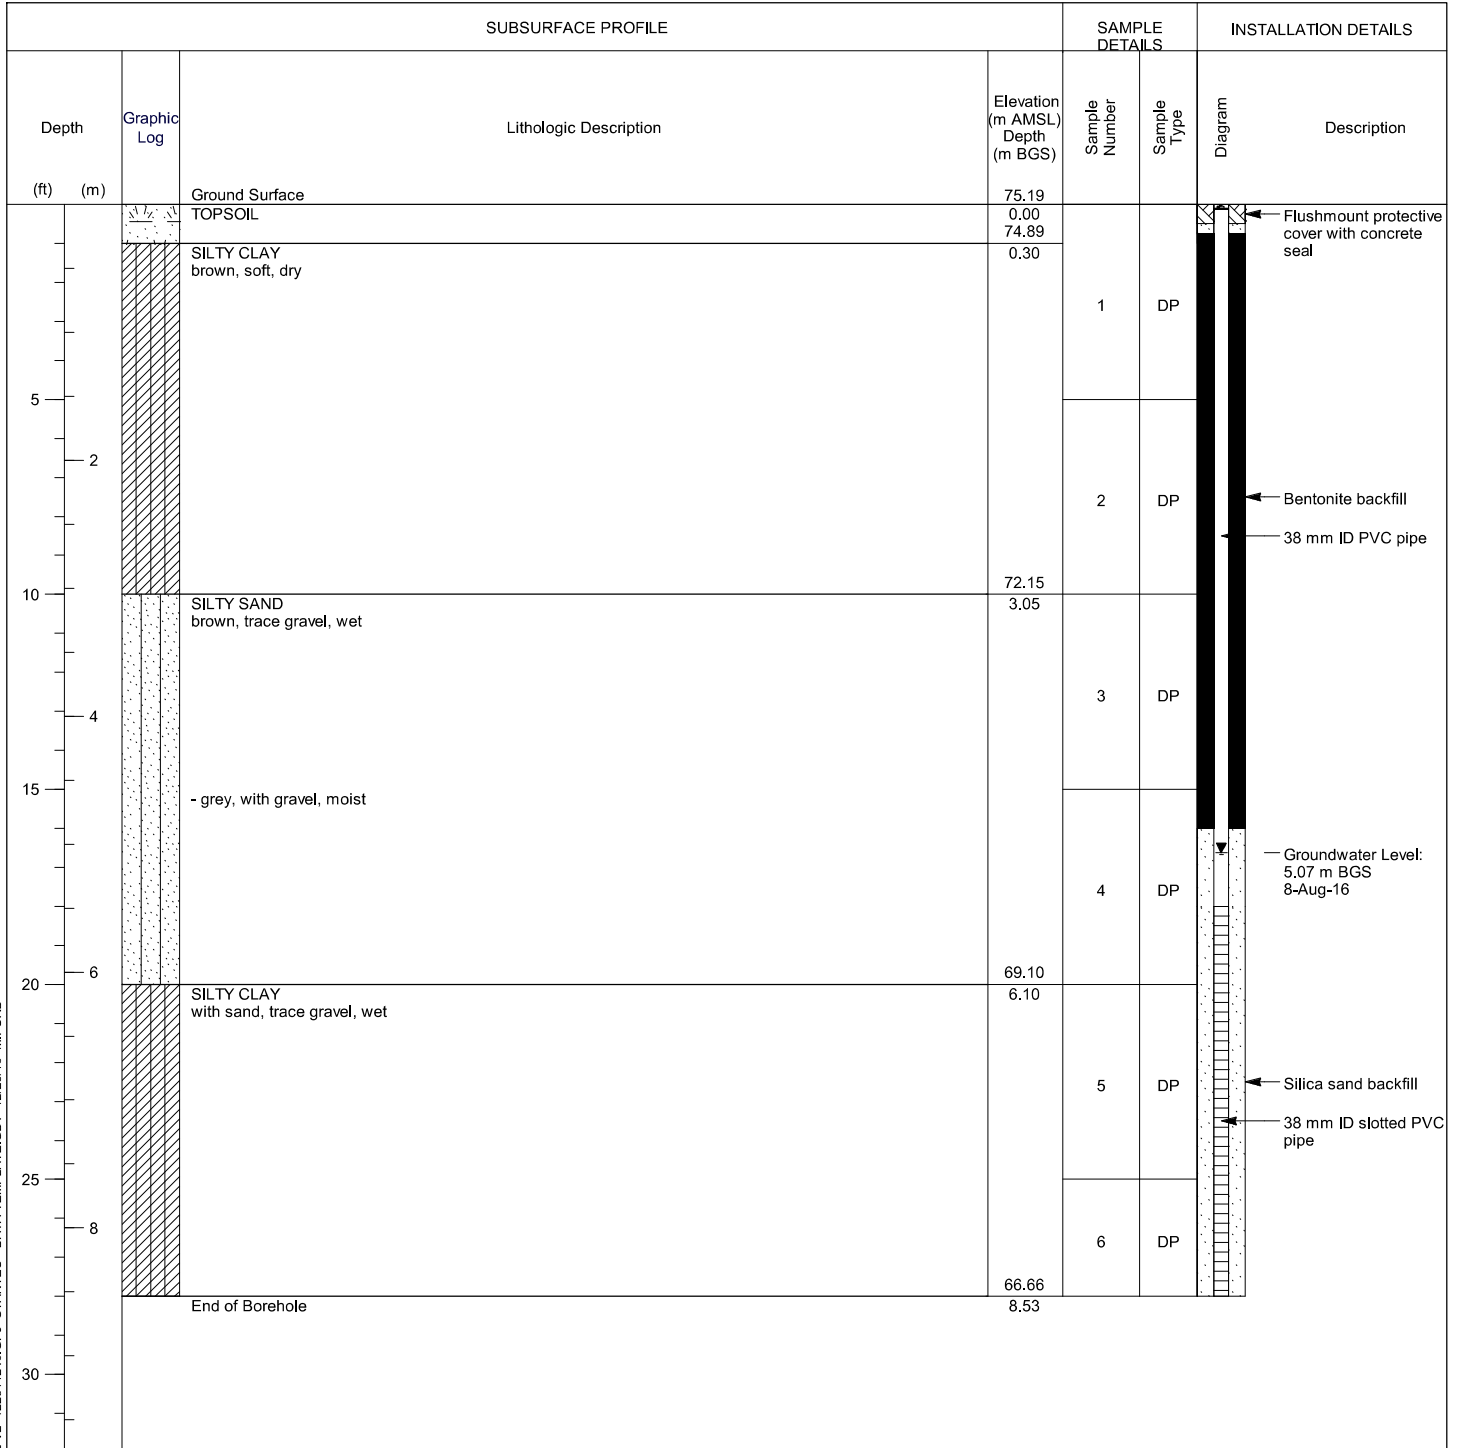 SUBSURFACE PROFILE
SAMPLE
DETAILS
INSTALLATION DETAILS
Depth
(ft) (m)
Graphic
Log
Lithologic Description
Elevation
(m AMSL)
Depth
(m BGS)
Sample
Number
Sample
Type
Diagram
Description
Ground Surface 75.19
TOPSOIL 0.00
74.89
Flushmount protective
cover with concrete
seal
SILTY CLAY 0.30
brown, soft, dry
1 DP
5
2
2 DP
Bentonite backfill
38 mm ID PVC pipe
72.15
10
SILTY SAND 3.05
brown, trace gravel, wet
3 DP
4
15
- grey, with gravel, moist
Groundwater Level:
5.07 m BGS
8-Aug-16
4 DP
6
69.10
20
SILTY CLAY 6.10
with sand, trace gravel, wet
5 DP
Silica sand backfill
38 mm ID slotted PVC
pipe
25
8
6 DP
66.66
End of Borehole 8.53
30